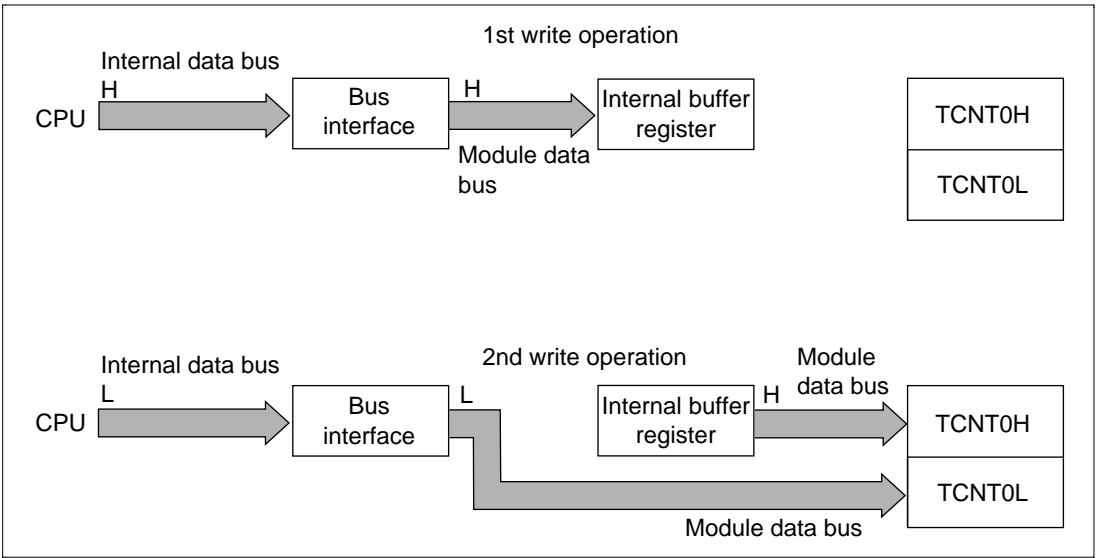 1st write operation
Internal data bus
H
CPU
Bus
interface
H
Module data
bus
Internal buffer
register
TCNT0H
TCNT0L
2nd write operation
Internal data bus
L
CPU
Bus
interface
L
Internal buffer
register
H
Module
data bus
TCNT0H
TCNT0L
Module data bus